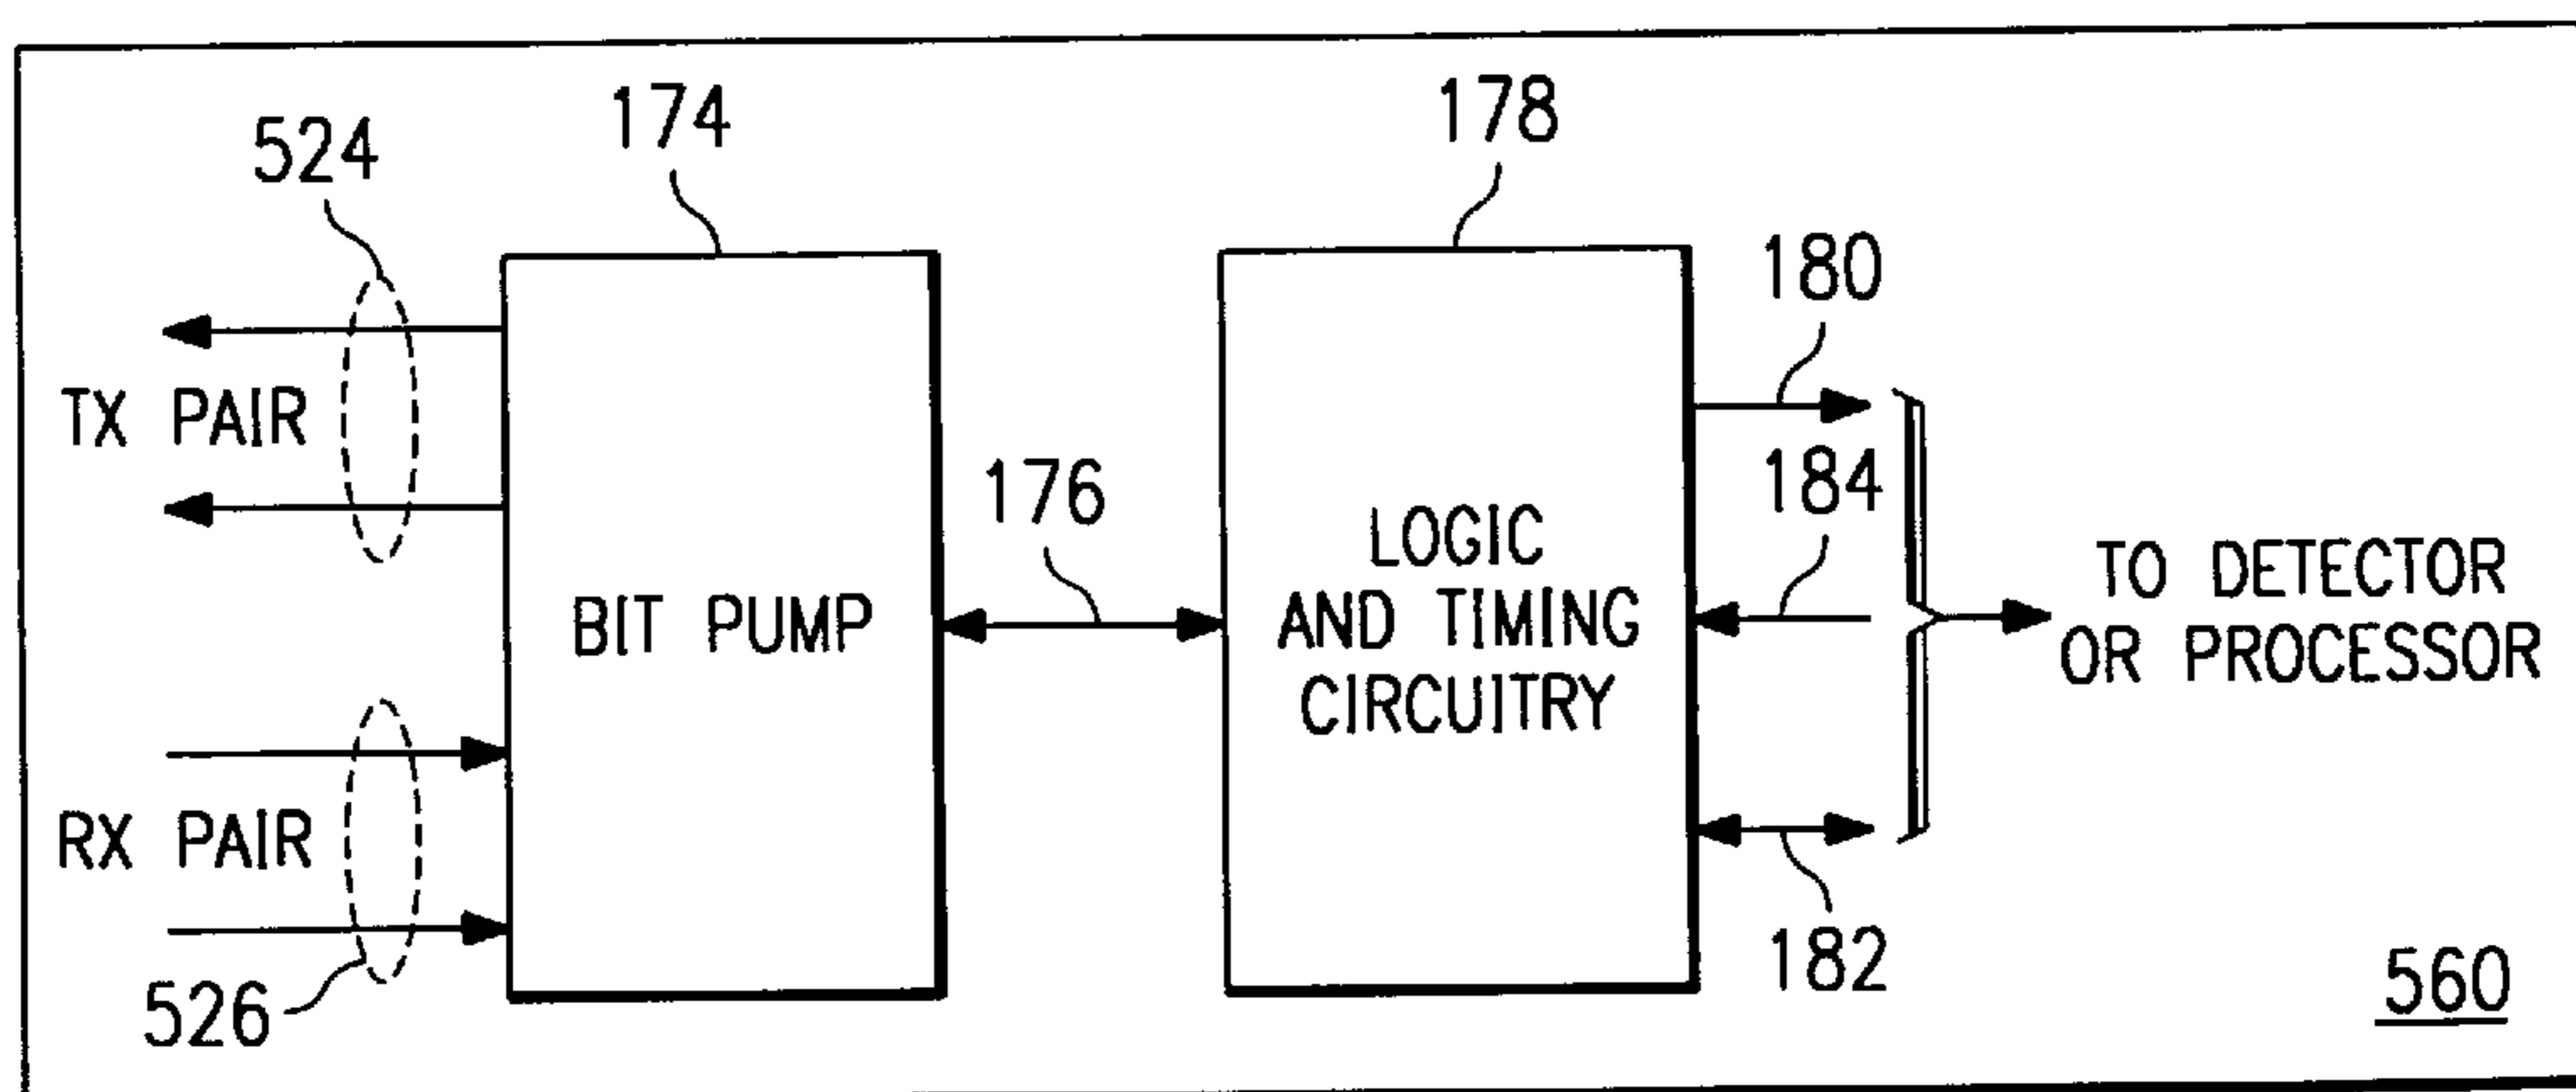 524
174
178
180
TX PAIR
176
184
BIT PUMP
LOGIC
AND TIMING
CIRCUITRY
TO DETECTOR
OR PROCESSOR
RX PAIR
526
182
560